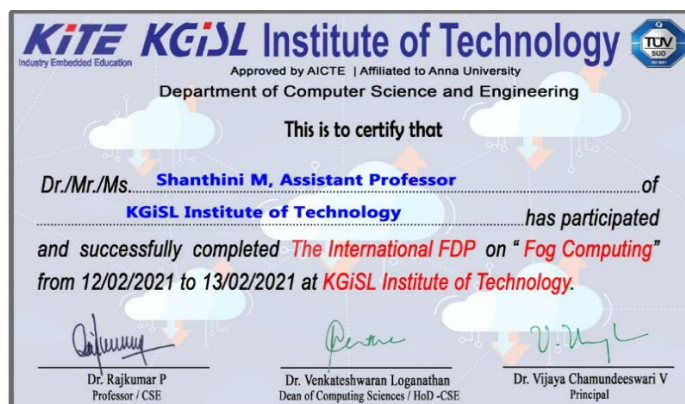 KiTE KGiSL Institute of Technology
Industry Embedded Education
TÜV
SUD
Approved by AICTE | Affiliated to Anna University
Department of Computer Science and Engineering
This is to certify that
Dr./Mr./Ms. Shanthini M, Assistant Professor of
KGiSL Institute of Technology has participated
and successfully completed The International FDP on “ Fog Computing”
from 12/02/2021 to 13/02/2021 at KGiSL Institute of Technology.
Dr. Rajkumar P
Professor / CSE
Dr. Venkateshwaran Loganathan
Dean of Computing Sciences / HoD -CSE
Dr. Vijaya Chamundeeswari V
Principal